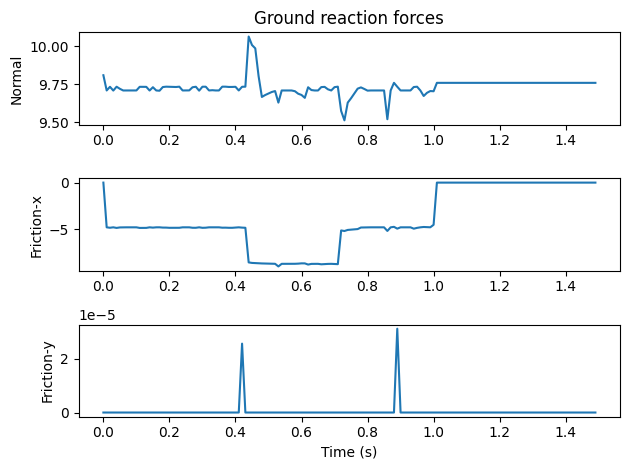 Ground reaction forces
Normal
10.00
9.75
9.50
0.0 0.2 0.4 0.6 0.8 1.0 1.2 1.4
Friction-x
0
−5
0.0 0.2 0.4 0.6 0.8 1.0 1.2 1.4
1e−5
Friction-y
2
0
0.0 0.2 0.4 0.6 0.8 1.0 1.2 1.4
Time (s)